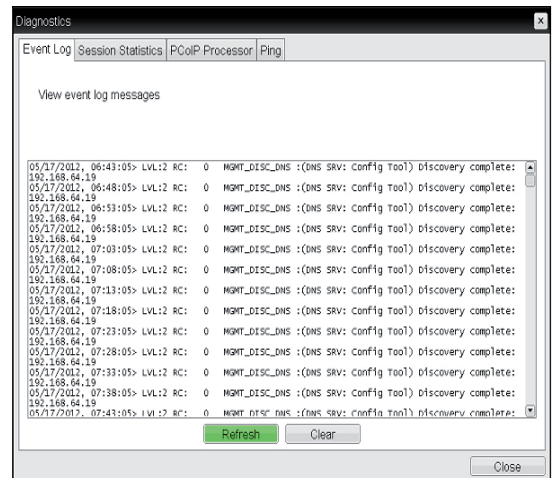 Diagnostics
x
Event Log Session Statistics PCoIP Processor Ping
View event log messages
05/17/2012, 06:43:05> LVL:2 RC: 0 MGMT_DISC_DNS :(DNS SRV: Config Tool) Discovery complete:
192.168.64.19
05/17/2012, 06:48:05> LVL:2 RC: 0 MGMT_DISC_DNS :(DNS SRV: Config Tool) Discovery complete:
192.168.64.19
05/17/2012, 06:53:05> LVL:2 RC: 0 MGMT_DISC_DNS :(DNS SRV: Config Tool) Discovery complete:
192.168.64.19
05/17/2012, 06:58:05> LVL:2 RC: 0 MGMT_DISC_DNS :(DNS SRV: Config Tool) Discovery complete:
192.168.64.19
05/17/2012, 07:03:05> LVL:2 RC: 0 MGMT_DISC_DNS :(DNS SRV: Config Tool) Discovery complete:
192.168.64.19
05/17/2012, 07:08:05> LVL:2 RC: 0 MGMT_DISC_DNS :(DNS SRV: Config Tool) Discovery complete:
192.168.64.19
05/17/2012, 07:13:05> LVL:2 RC: 0 MGMT_DISC_DNS :(DNS SRV: Config Tool) Discovery complete:
192.168.64.19
05/17/2012, 07:18:05> LVL:2 RC: 0 MGMT_DISC_DNS :(DNS SRV: Config Tool) Discovery complete:
192.168.64.19
05/17/2012, 07:23:05> LVL:2 RC: 0 MGMT_DISC_DNS :(DNS SRV: Config Tool) Discovery complete:
192.168.64.19
05/17/2012, 07:28:05> LVL:2 RC: 0 MGMT_DISC_DNS :(DNS SRV: Config Tool) Discovery complete:
192.168.64.19
05/17/2012, 07:33:05> LVL:2 RC: 0 MGMT_DISC_DNS :(DNS SRV: Config Tool) Discovery complete:
192.168.64.19
05/17/2012, 07:38:05> LVL:2 RC: 0 MGMT_DISC_DNS :(DNS SRV: Config Tool) Discovery complete:
192.168.64.19
05/17/2012, 07:43:05> LVL:2 RC: 0 MGMT_DISC_DNS :(DNS SRV: Config Tool) Discovery complete:
Refresh Clear
Close